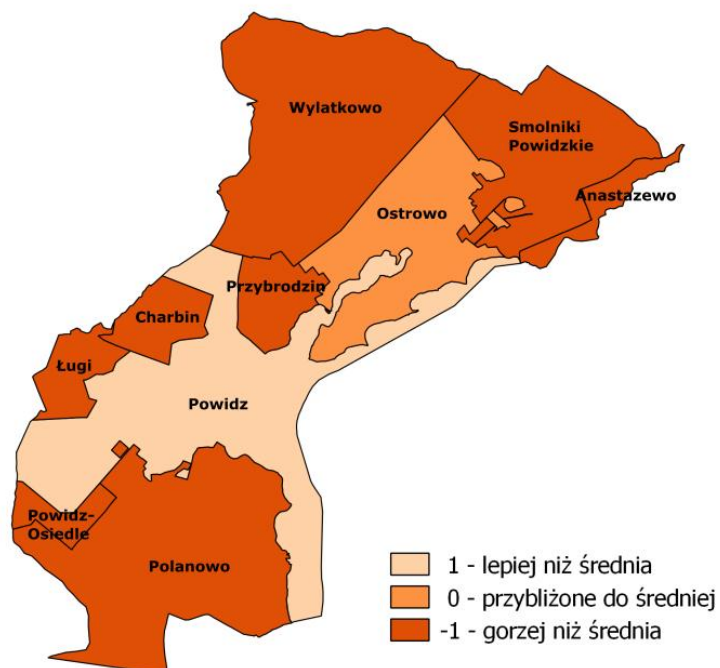 Wylatkowo
Smolniki
Powidzkie
Anastazewo
Ostrowo
Przybrodzin
Charbin
Ługi
Powidz
Powidz-
Osiedle
Polanowo
1 - lepiej niż średnia
0 - przybliżone do średniej
-1 - gorzej niż średnia